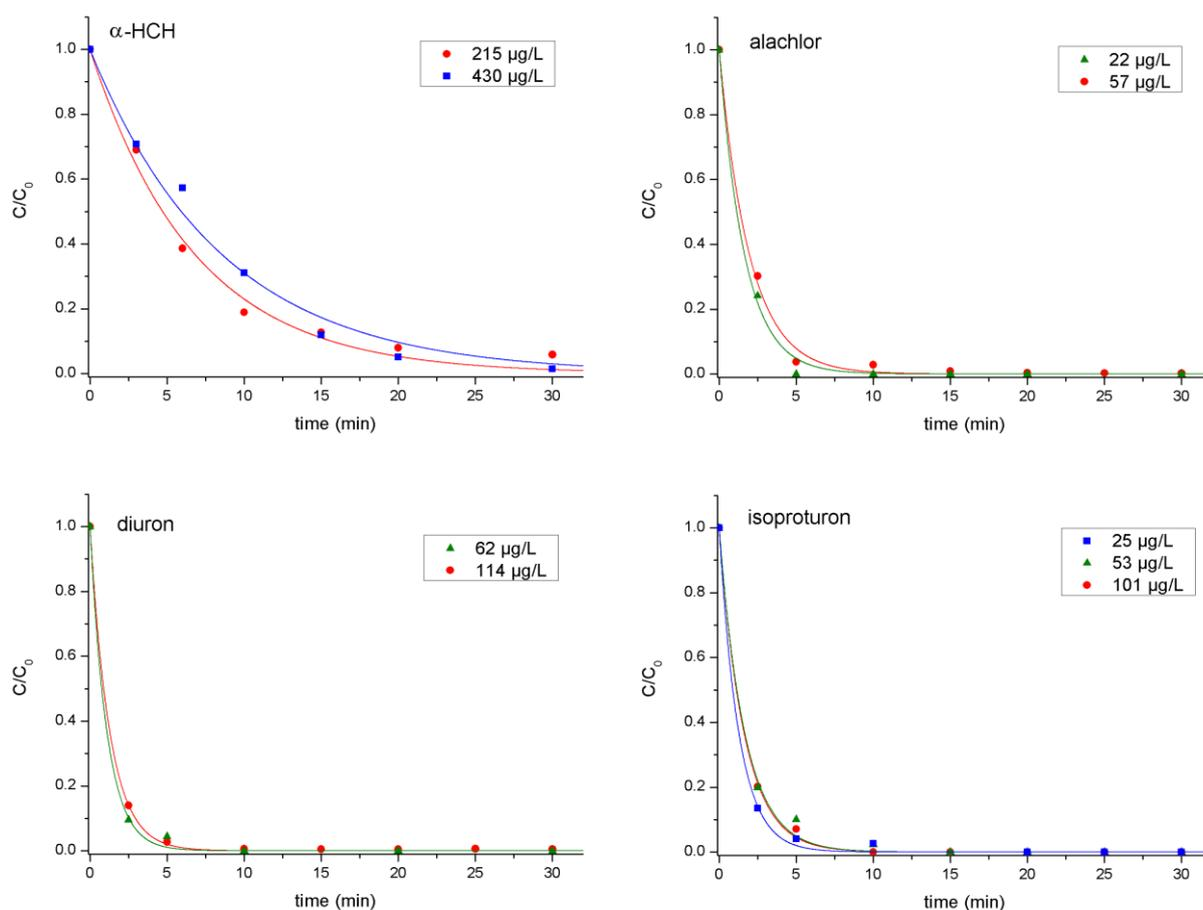 α-HCH
215 µg/L
430 µg/L
1.0
0.8
0.6
0.4
0.2
0.0
C/C0
0 5 10 15 20 25 30
time (min)
alachlor
22 µg/L
57 µg/L
1.0
0.8
0.6
0.4
0.2
0.0
C/C0
0 5 10 15 20 25 30
time (min)
diuron
62 µg/L
114 µg/L
1.0
0.8
0.6
0.4
0.2
0.0
C/C0
0 5 10 15 20 25 30
time (min)
isoproturon
25 µg/L
53 µg/L
101 µg/L
1.0
0.8
0.6
0.4
0.2
0.0
C/C0
0 5 10 15 20 25 30
time (min)